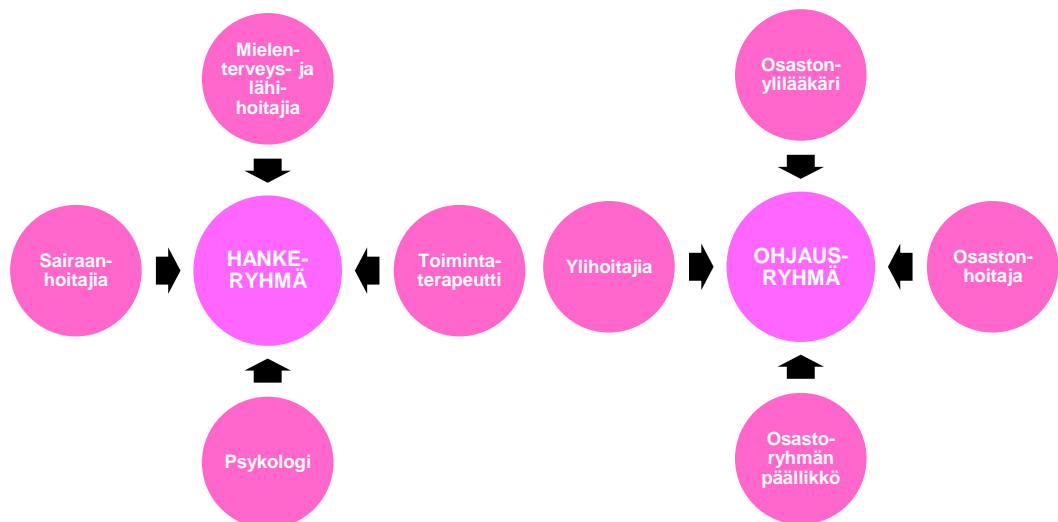 Mielen-
terveys- ja
lähi-
hoitajia
Sairaan-
hoitajia
HANKE-
RYHMÄ
Toiminta-
terapeutti
Psykologi
Osaston-
ylilääkäri
Ylihoitajia
OHJAUS-
RYHMÄ
Osaston-
hoitaja
Osasto-
ryhmän
päällikkö